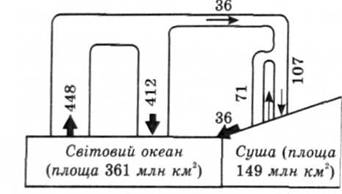 36
448
412
71
107
36
Світовий океан
(площа 361 млн км²)
Суша (площа
149 млн км²)